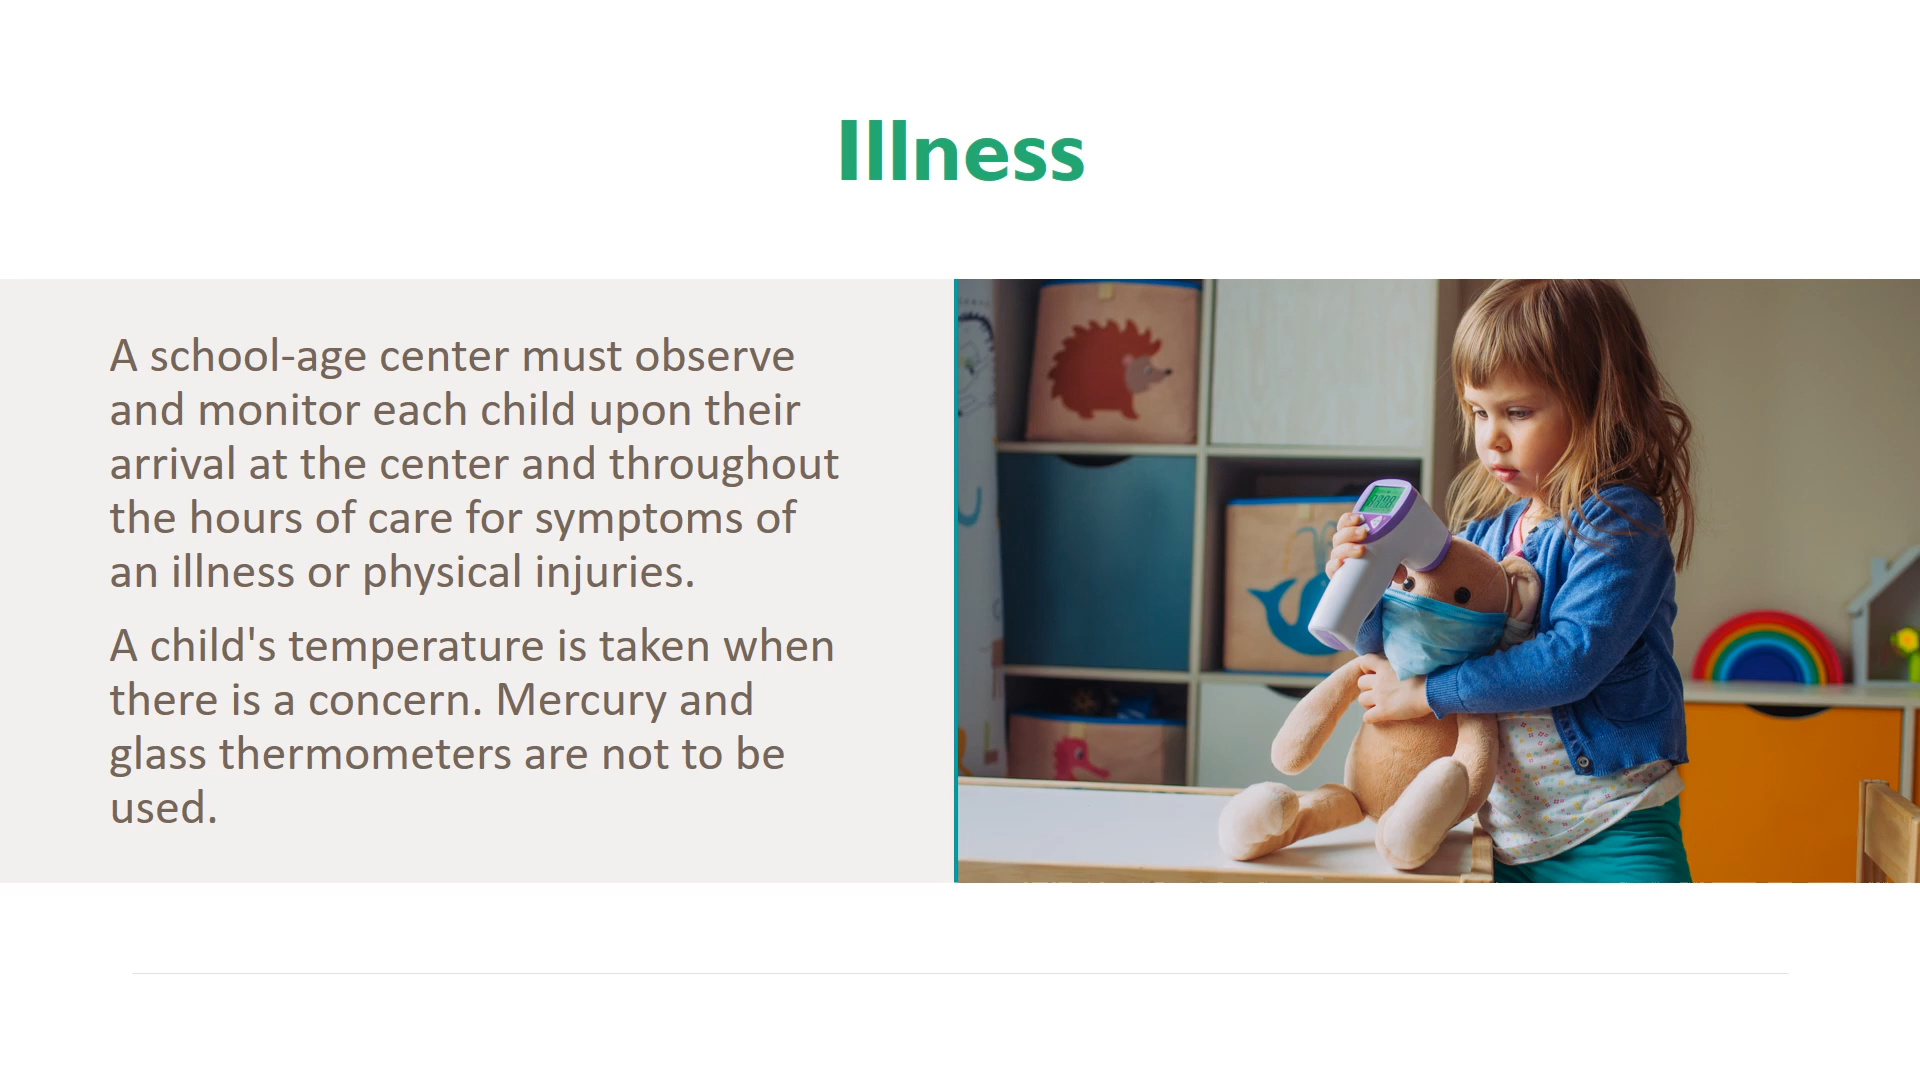 Illness
A school-age center must observe
and monitor each child upon their
arrival at the center and throughout
the hours of care for symptoms of
an illness or physical injuries.
A child's temperature is taken when
there is a concern. Mercury and
glass thermometers are not to be
used.